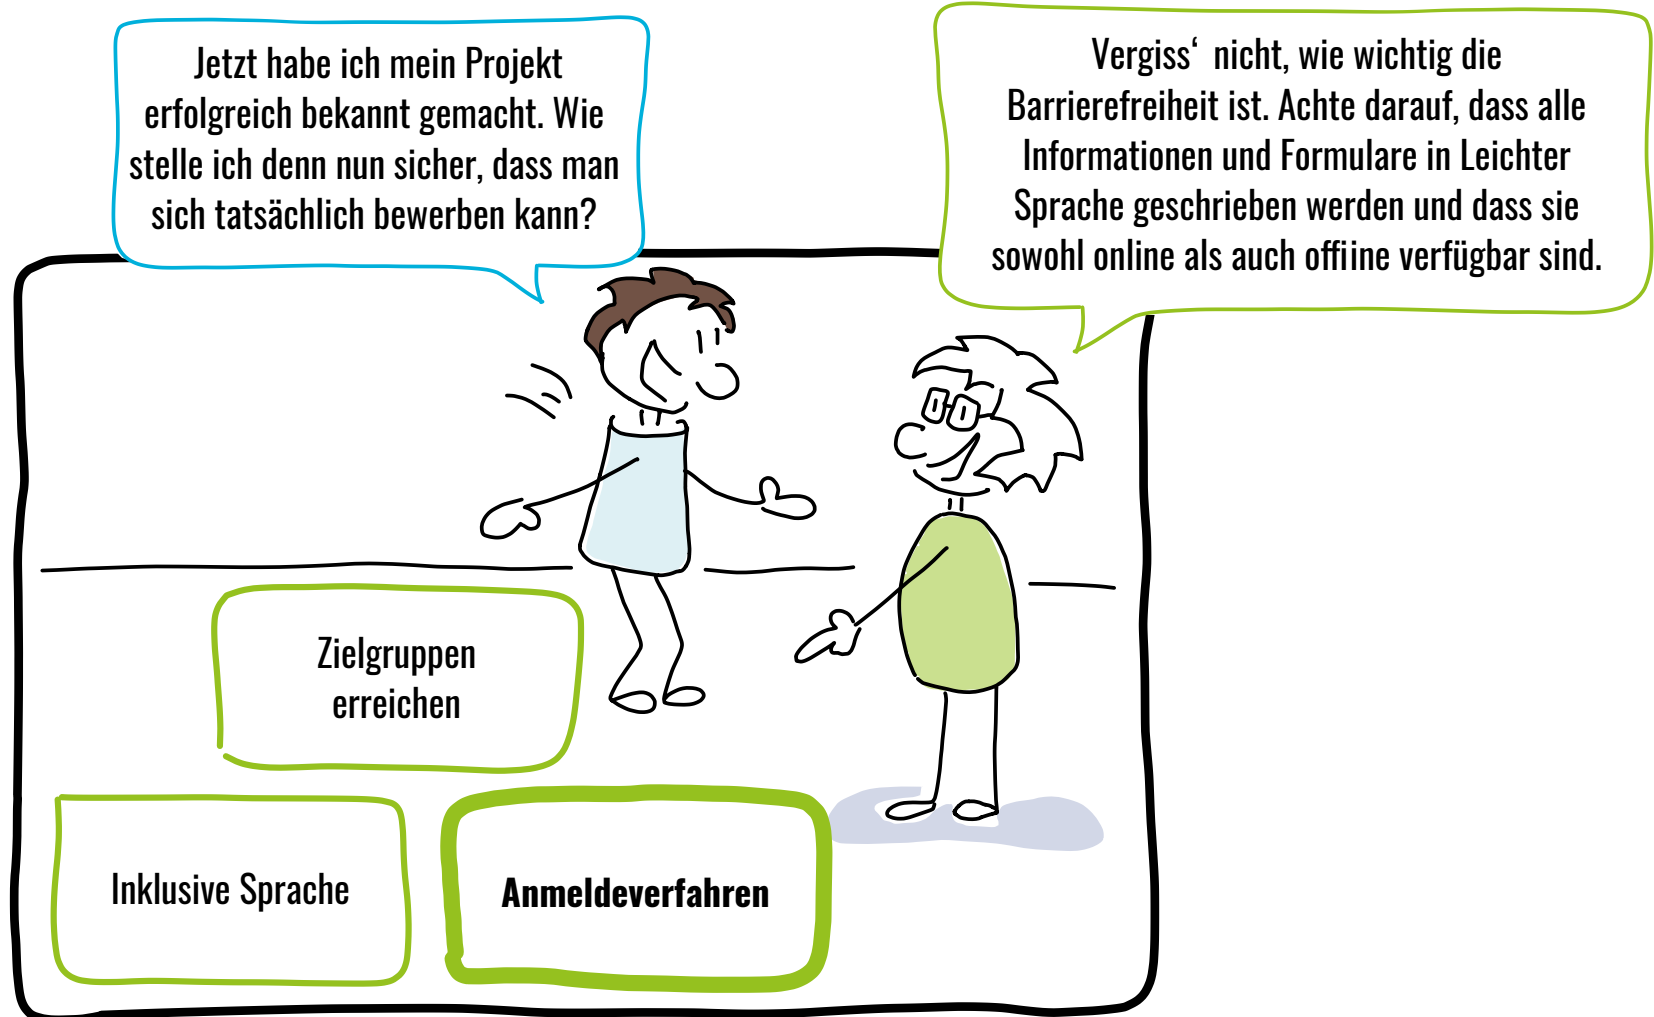 Jetzt habe ich mein Projekt
erfolgreich bekannt gemacht. Wie
stelle ich denn nun sicher, dass man
sich tatsächlich bewerben kann?
Vergiss‘ nicht, wie wichtig die
Barrierefreiheit ist. Achte darauf, dass alle
Informationen und Formulare in Leichter
Sprache geschrieben werden und dass sie
sowohl online als auch offiine verfügbar sind.
Zielgruppen
erreichen
Inklusive Sprache
Anmeldeverfahren